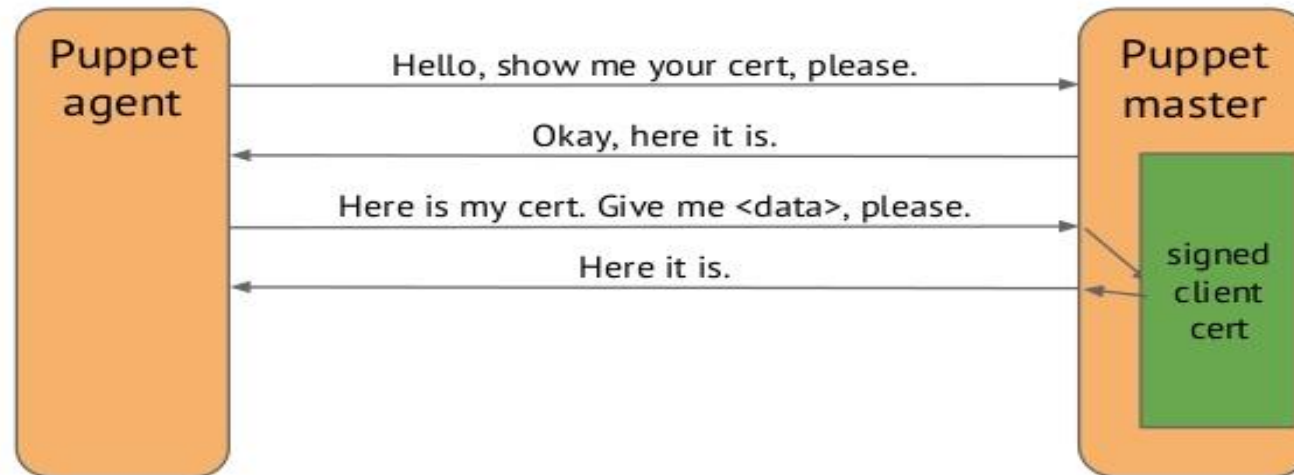 Puppet
agent
Hello, show me your cert, please.
Puppet
master
Okay, here it is.
Here is my cert. Give me <data>, please.
Here it is.
signed
client
cert